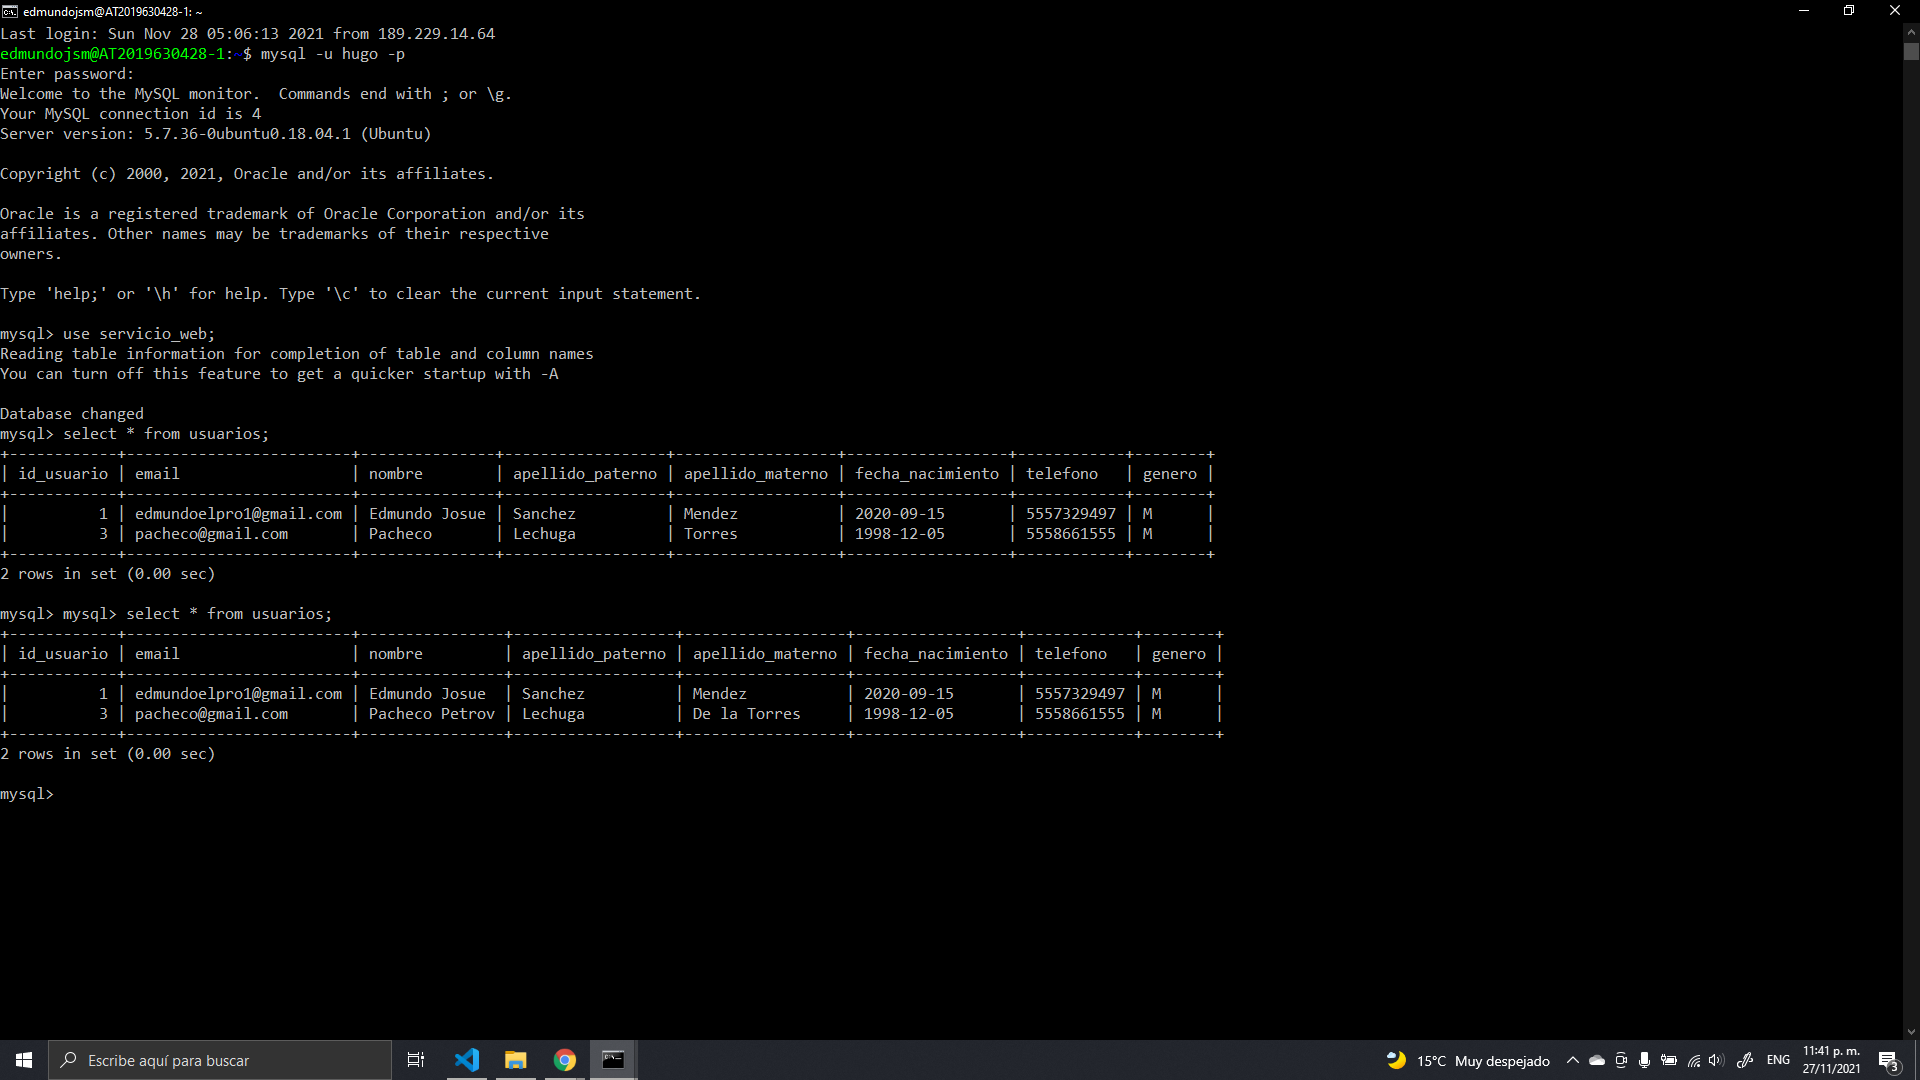 edmundojsm@AT2019630428-1: ~
Last login: Sun Nov 28 05:06:13 2021 from 189.229.14.64
edmundojsm@AT2019630428-1:~$ mysql -u hugo -p
Enter password:
Welcome to the MySQL monitor.  Commands end with ; or \g.
Your MySQL connection id is 4
Server version: 5.7.36-0ubuntu0.18.04.1 (Ubuntu)
Copyright (c) 2000, 2021, Oracle and/or its affiliates.
Oracle is a registered trademark of Oracle Corporation and/or its
affiliates. Other names may be trademarks of their respective
owners.
Type 'help;' or '\h' for help. Type '\c' to clear the current input statement.
mysql> use servicio_web;
Reading table information for completion of table and column names
You can turn off this feature to get a quicker startup with -A
Database changed
mysql> select * from usuarios;
+------------+-------------------------+----------------+------------------+------------------+------------------+------------+--------+
| id_usuario | email                   | nombre         | apellido_paterno | apellido_materno | fecha_nacimiento | telefono   | genero |
+------------+-------------------------+----------------+------------------+------------------+------------------+------------+--------+
|          1 | edmundoelpro1@gmail.com | Edmundo Josue | Sanchez          | Mendez           | 2020-09-15       | 5557329497 | M      |
|          3 | pacheco@gmail.com       | Pacheco       | Lechuga          | Torres           | 1998-12-05       | 5558661555 | M      |
+------------+-------------------------+---------------+------------------+------------------+------------------+------------+--------+
2 rows in set (0.00 sec)
mysql> mysql> select * from usuarios;
+------------+-------------------------+----------------+------------------+------------------+------------------+------------+--------+
| id_usuario | email                   | nombre         | apellido_paterno | apellido_materno | fecha_nacimiento | telefono   | genero |
+------------+-------------------------+----------------+------------------+------------------+------------------+------------+--------+
|          1 | edmundoelpro1@gmail.com | Edmundo Josue  | Sanchez          | Mendez           | 2020-09-15       | 5557329497 | M      |
|          3 | pacheco@gmail.com       | Pacheco Petrov | Lechuga          | De la Torres     | 1998-12-05       | 5558661555 | M      |
+------------+-------------------------+----------------+------------------+------------------+------------------+------------+--------+
2 rows in set (0.00 sec)
mysql>
Escribe aquí para buscar
15°C Muy despejado
ENG
11:41 p. m.
27/11/2021
3